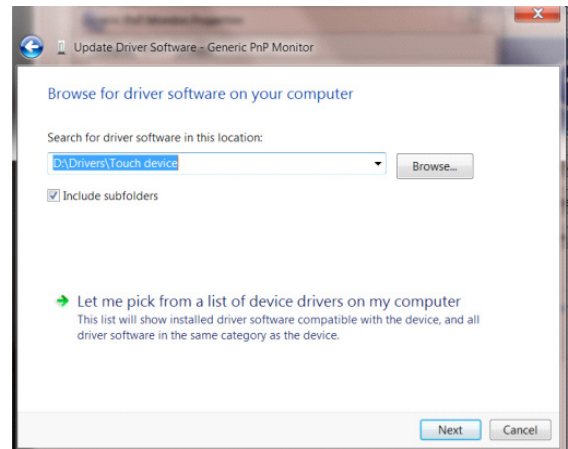 Update Driver Software - Generic PnP Monitor
Browse for driver software on your computer
Search for driver software in this location:
D:\Drivers\Touch device
Browse...
Include subfolders
Let me pick from a list of device drivers on my computer
This list will show installed driver software compatible with the device, and all
driver software in the same category as the device.
Next
Cancel